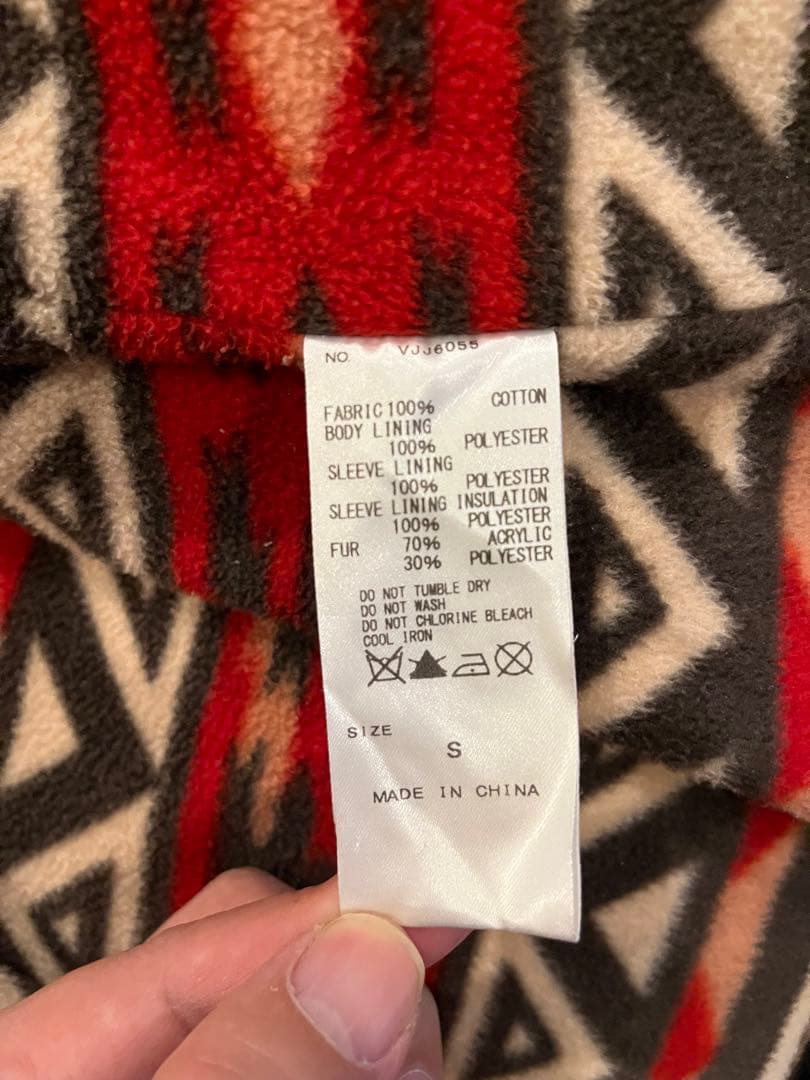 NO. VJJ6055
FABRIC 100% COTTON
BODY LINING
100% POLYESTER
SLEEVE LINING
100% POLYESTER
SLEEVE LINING INSULATION
100% POLYESTER
FUR 70% ACRYLIC
30% POLYESTER
DO NOT TUMBLE DRY
DO NOT WASH
DO NOT CHLORINE BLEACH
COOL IRON
SIZE
S
MADE IN CHINA